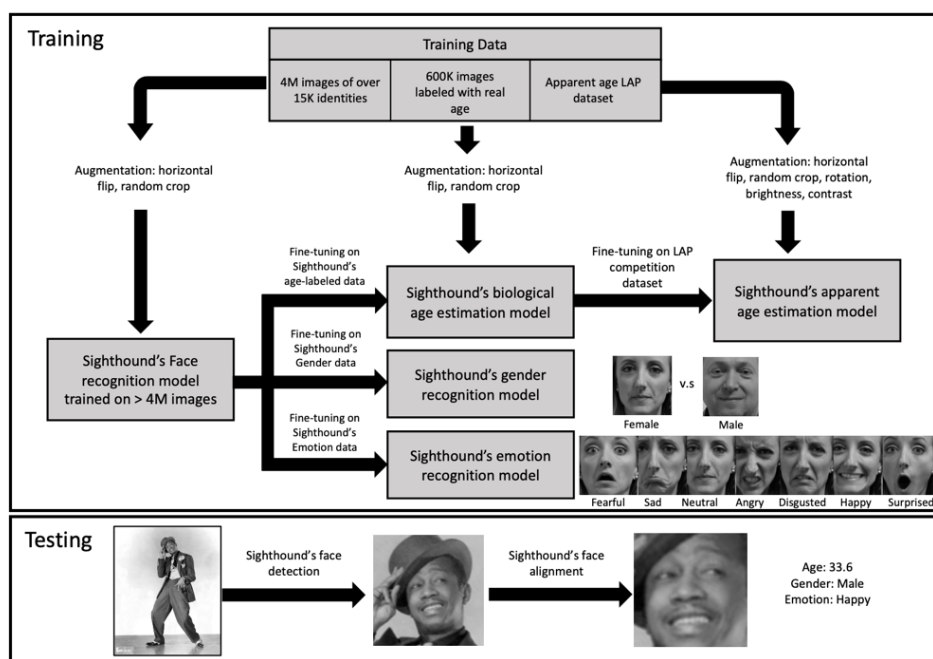 Training
Training Data
4M images of over
15K identities
600K images
labeled with real
age
Apparent age LAP
dataset
Augmentation: horizontal
flip, random crop
Augmentation: horizontal
flip, random crop
Augmentation: horizontal
flip, random crop, rotation,
brightness, contrast
Fine-tuning on
Sighthound's
age-labeled data
Sighthound's biological
age estimation model
Fine-tuning on LAP
competition
dataset
Sighthound's apparent
age estimation model
Sighthound's Face
recognition model
trained on > 4M images
Fine-tuning on
Sighthound's
Gender data
Sighthound's gender
recognition model
v.s
Female
Male
Fine-tuning on
Sighthound's
Emotion data
Sighthound's emotion
recognition model
Fearful Sad Neutral Angry Disgusted Happy Surprised
Testing
Sighthound's face
detection
Sighthound's face
alignment
Age: 33.6
Gender: Male
Emotion: Happy